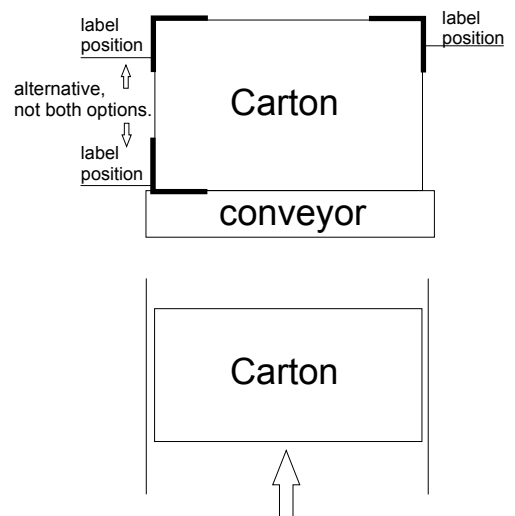 label
position
label
position
alternative,
not both options.
Carton
label
position
conveyor
Carton